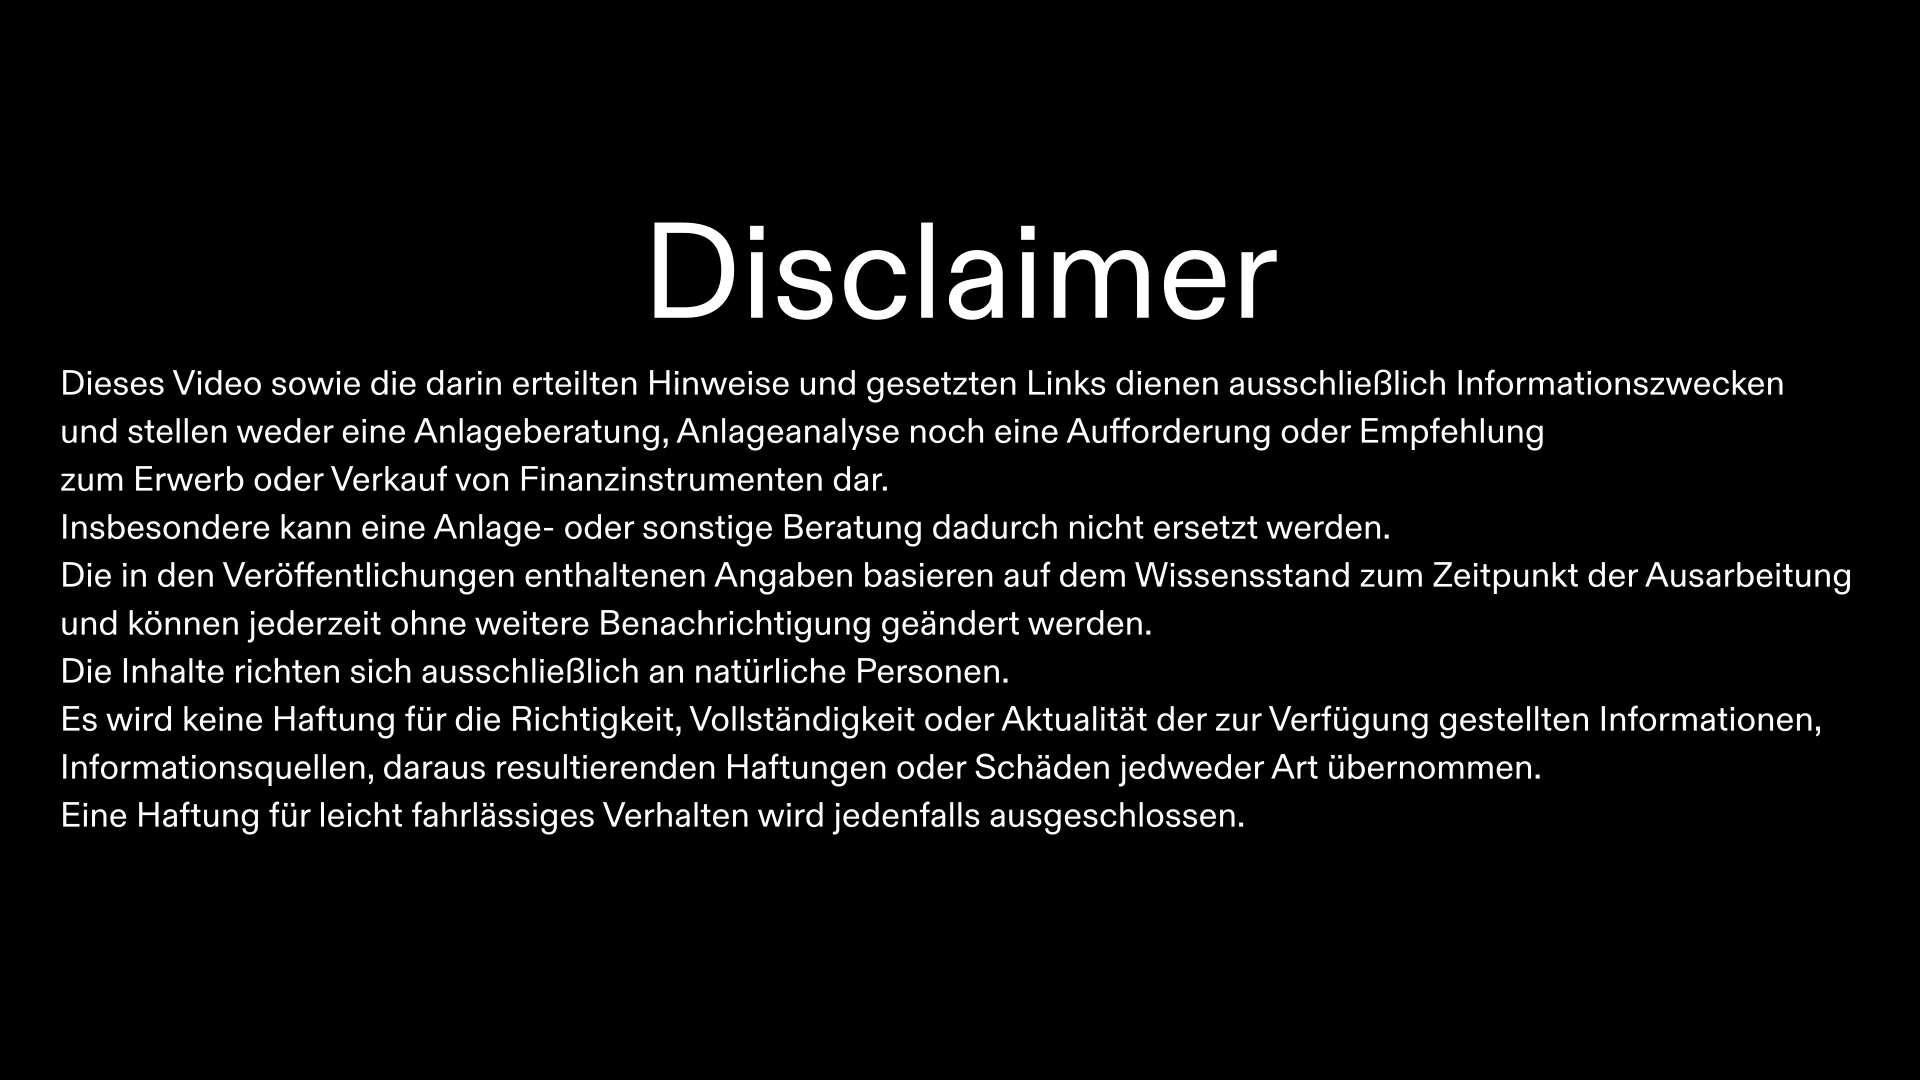 Disclaimer
Dieses Video sowie die darin erteilten Hinweise und gesetzten Links dienen ausschließlich Informationszwecken
und stellen weder eine Anlageberatung, Anlageanalyse noch eine Aufforderung oder Empfehlung
zum Erwerb oder Verkauf von Finanzinstrumenten dar.
Insbesondere kann eine Anlage- oder sonstige Beratung dadurch nicht ersetzt werden.
Die in den Veröffentlichungen enthaltenen Angaben basieren auf dem Wissensstand zum Zeitpunkt der Ausarbeitung
und können jederzeit ohne weitere Benachrichtigung geändert werden.
Die Inhalte richten sich ausschließlich an natürliche Personen.
Es wird keine Haftung für die Richtigkeit, Vollständigkeit oder Aktualität der zur Verfügung gestellten Informationen,
Informationsquellen, daraus resultierenden Haftungen oder Schäden jedweder Art übernommen.
Eine Haftung für leicht fahrlässiges Verhalten wird jedenfalls ausgeschlossen.